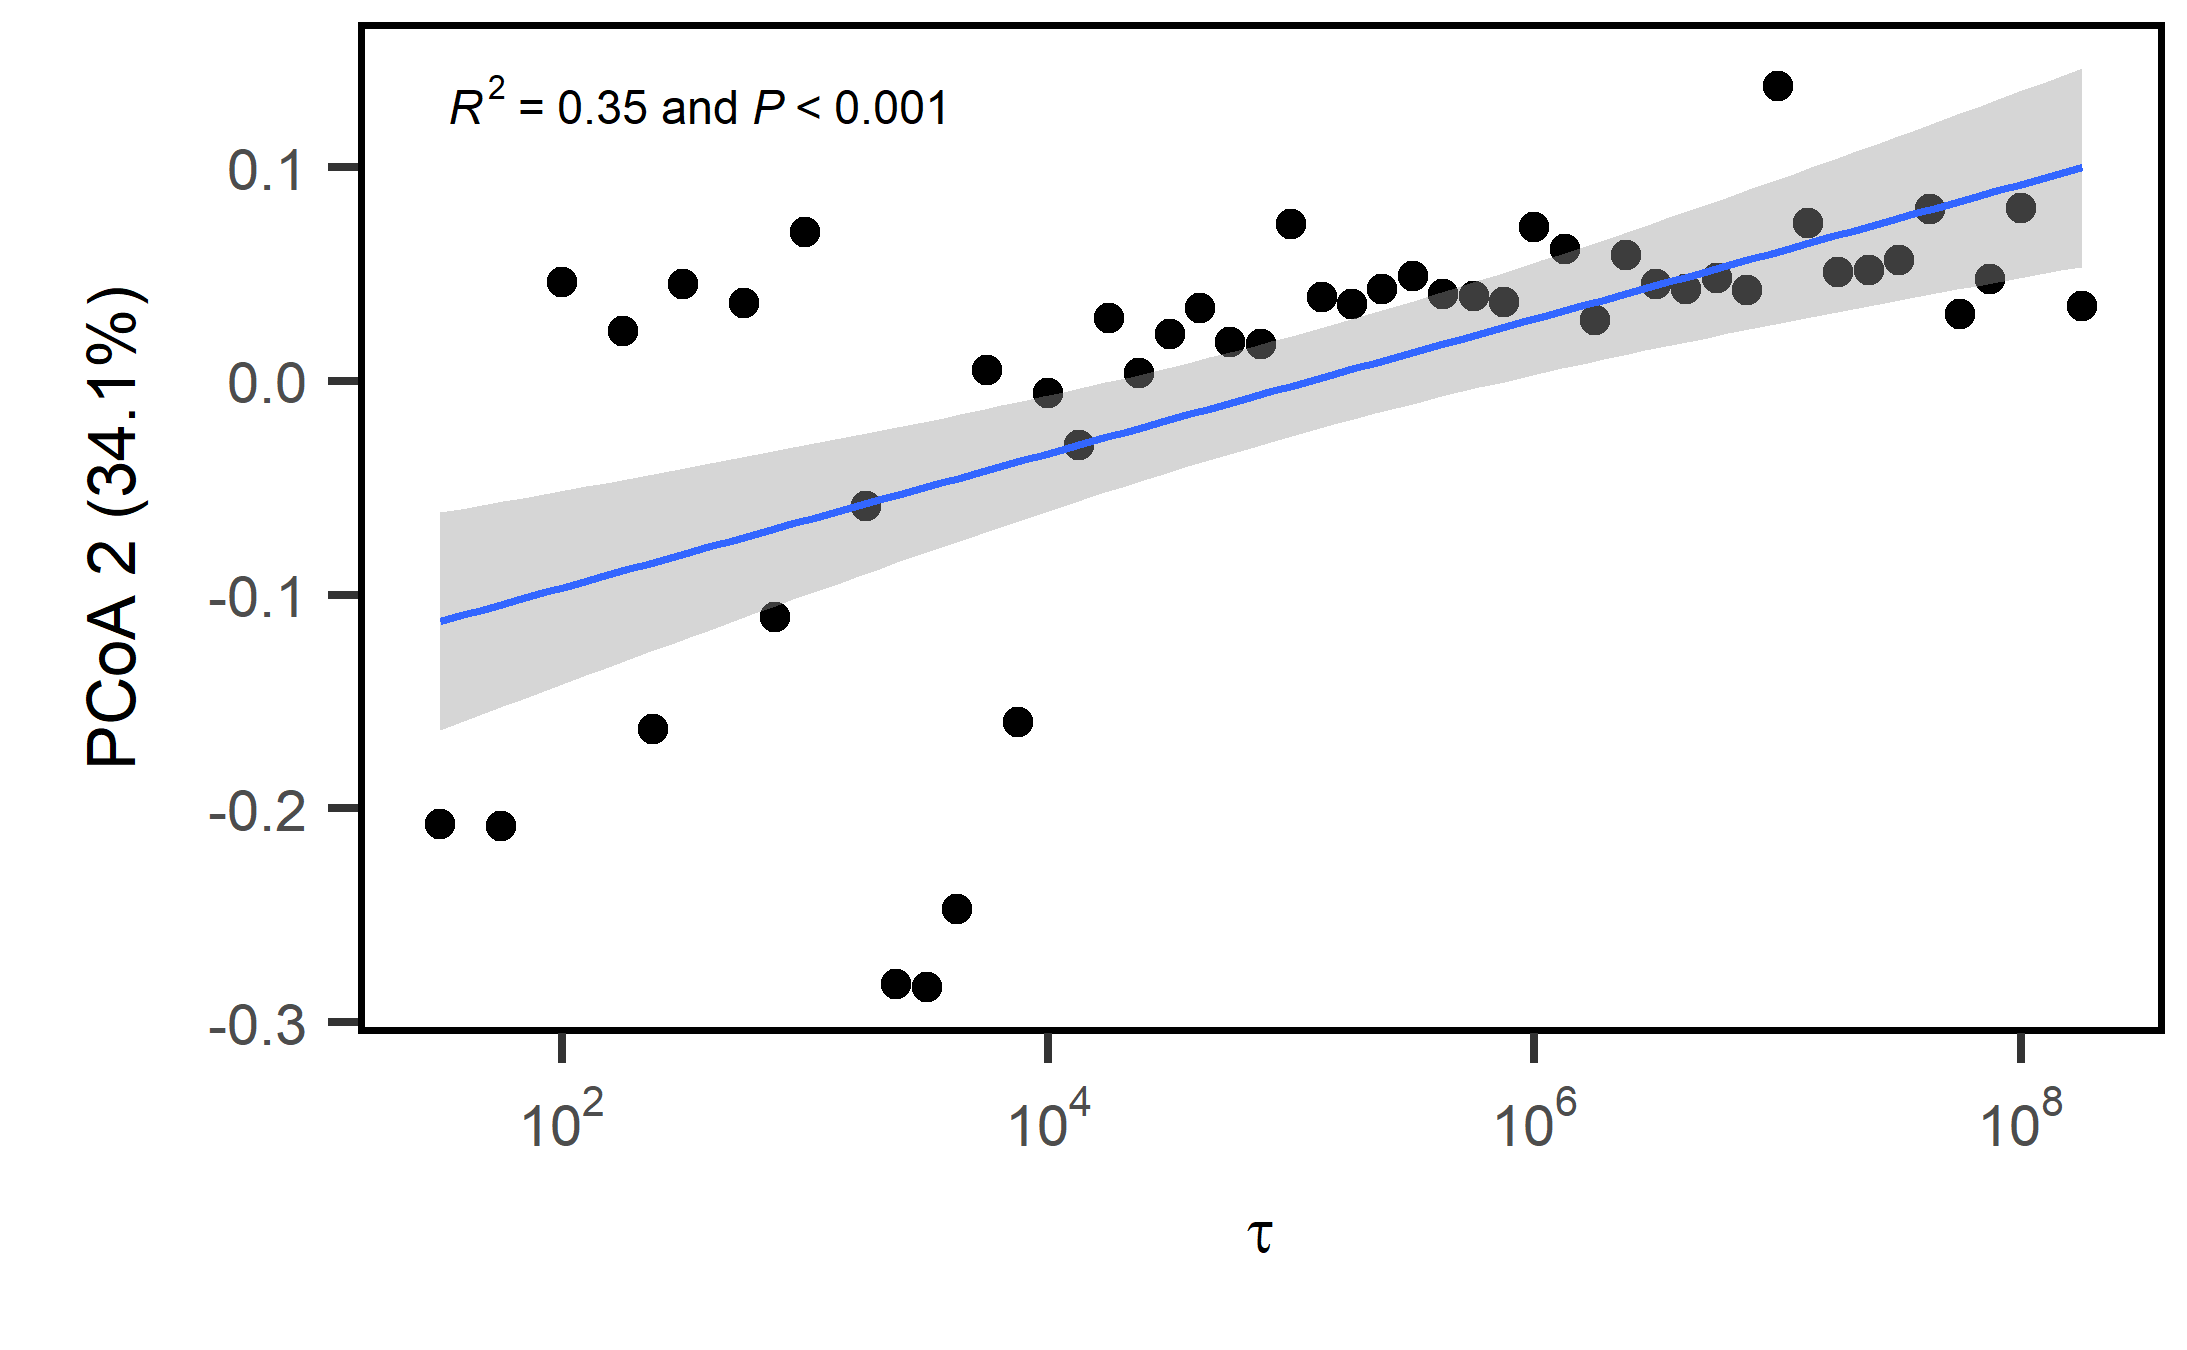 R² = 0.35 and P < 0.001
PCoA 2 (34.1%)
0.1
0.0
-0.1
-0.2
-0.3
10² 10⁴ 10⁶ 10⁸
τ